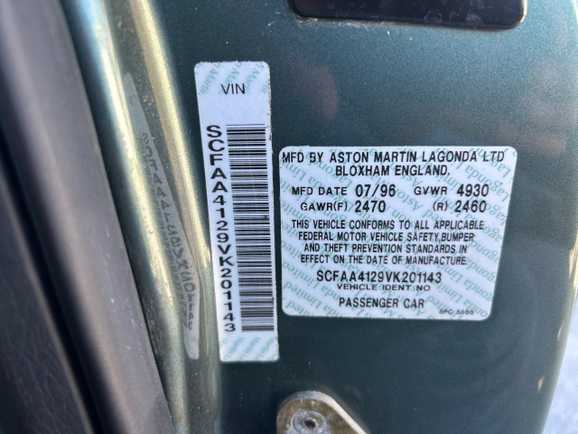 VIN
SCFAA4129VK201143
MFD BY ASTON MARTIN LAGONDA LTD
BLOXHAM ENGLAND,
MFD DATE 07/96 GVWR 4930
GAWR(F) 2470 (R) 2460
THIS VEHICLE CONFORMS TO ALL APPLICABLE
FEDERAL MOTOR VEHICLE SAFETY,BUMPER
AND THEFT PREVENTION STANDARDS IN
EFFECT ON THE DATE OF MANUFACTURE
SCFAA4129VK201143
VEHICLE IDENT NO
PASSENGER CAR